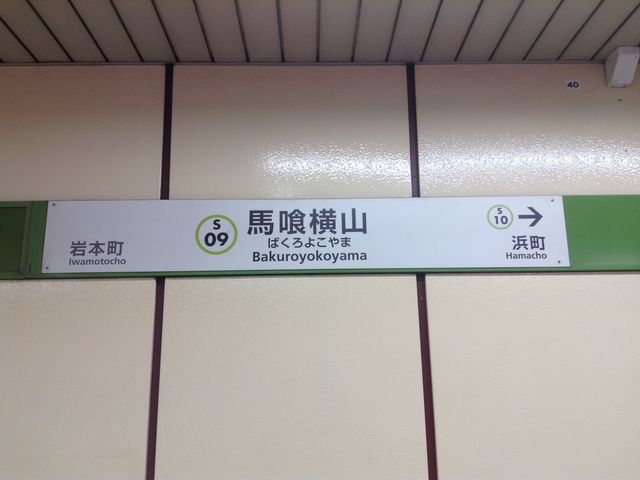 40
岩本町
Iwamotocho
S
09
馬喰横山
ばくろよこやま
Bakuroyokoyama
S
10
浜町
Hamacho